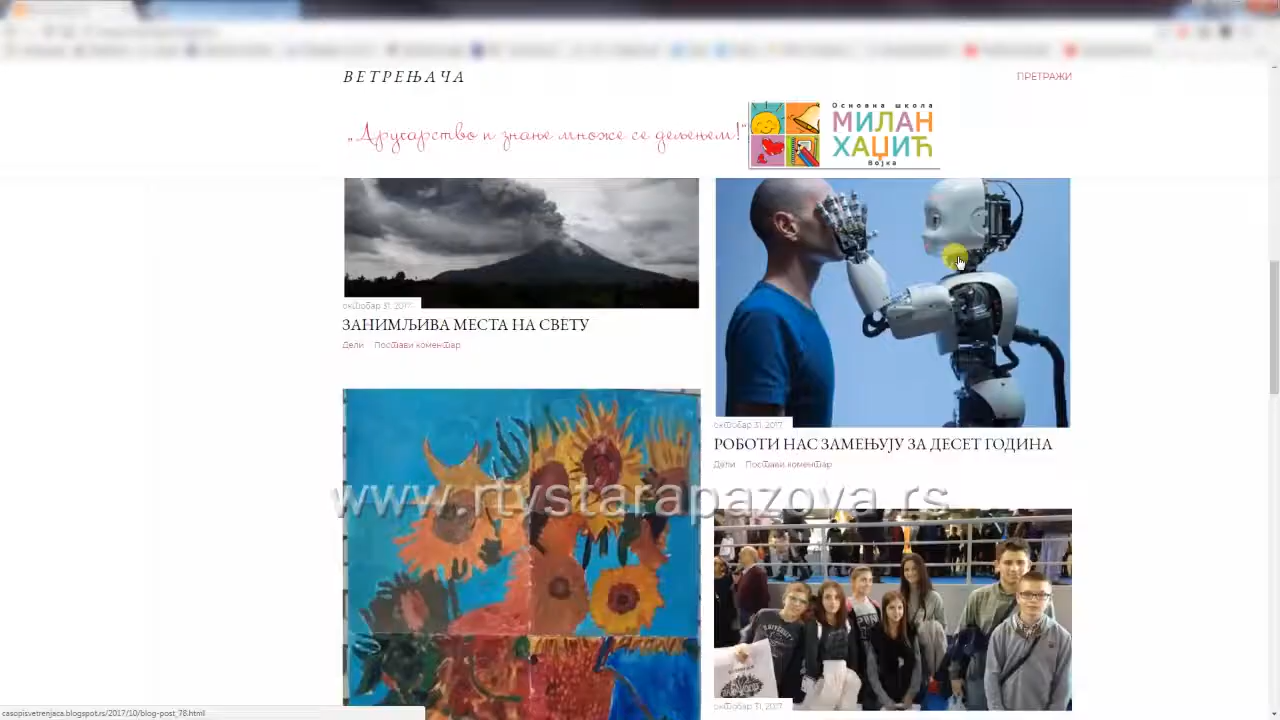 ВЕТРЕЊАЧА
ПРЕТРАЖИ
„Другарство и знање множе се дељењем!“
Основна школа
МИЛАН
ХАЏИЋ
Војка
октобар 31, 2017
ЗАНИМЉИВА МЕСТА НА СВЕТУ
Дели Постави коментар
октобар 31, 2017
РОБОТИ НАС ЗАМЕЊУЈУ ЗА ДЕСЕТ ГОДИНА
Дели Постави коментар
www.rtvstarapazova.rs
октобар 31, 2017
casopisvetrenjaca.blogspot.rs/2017/10/blog-post_78.html